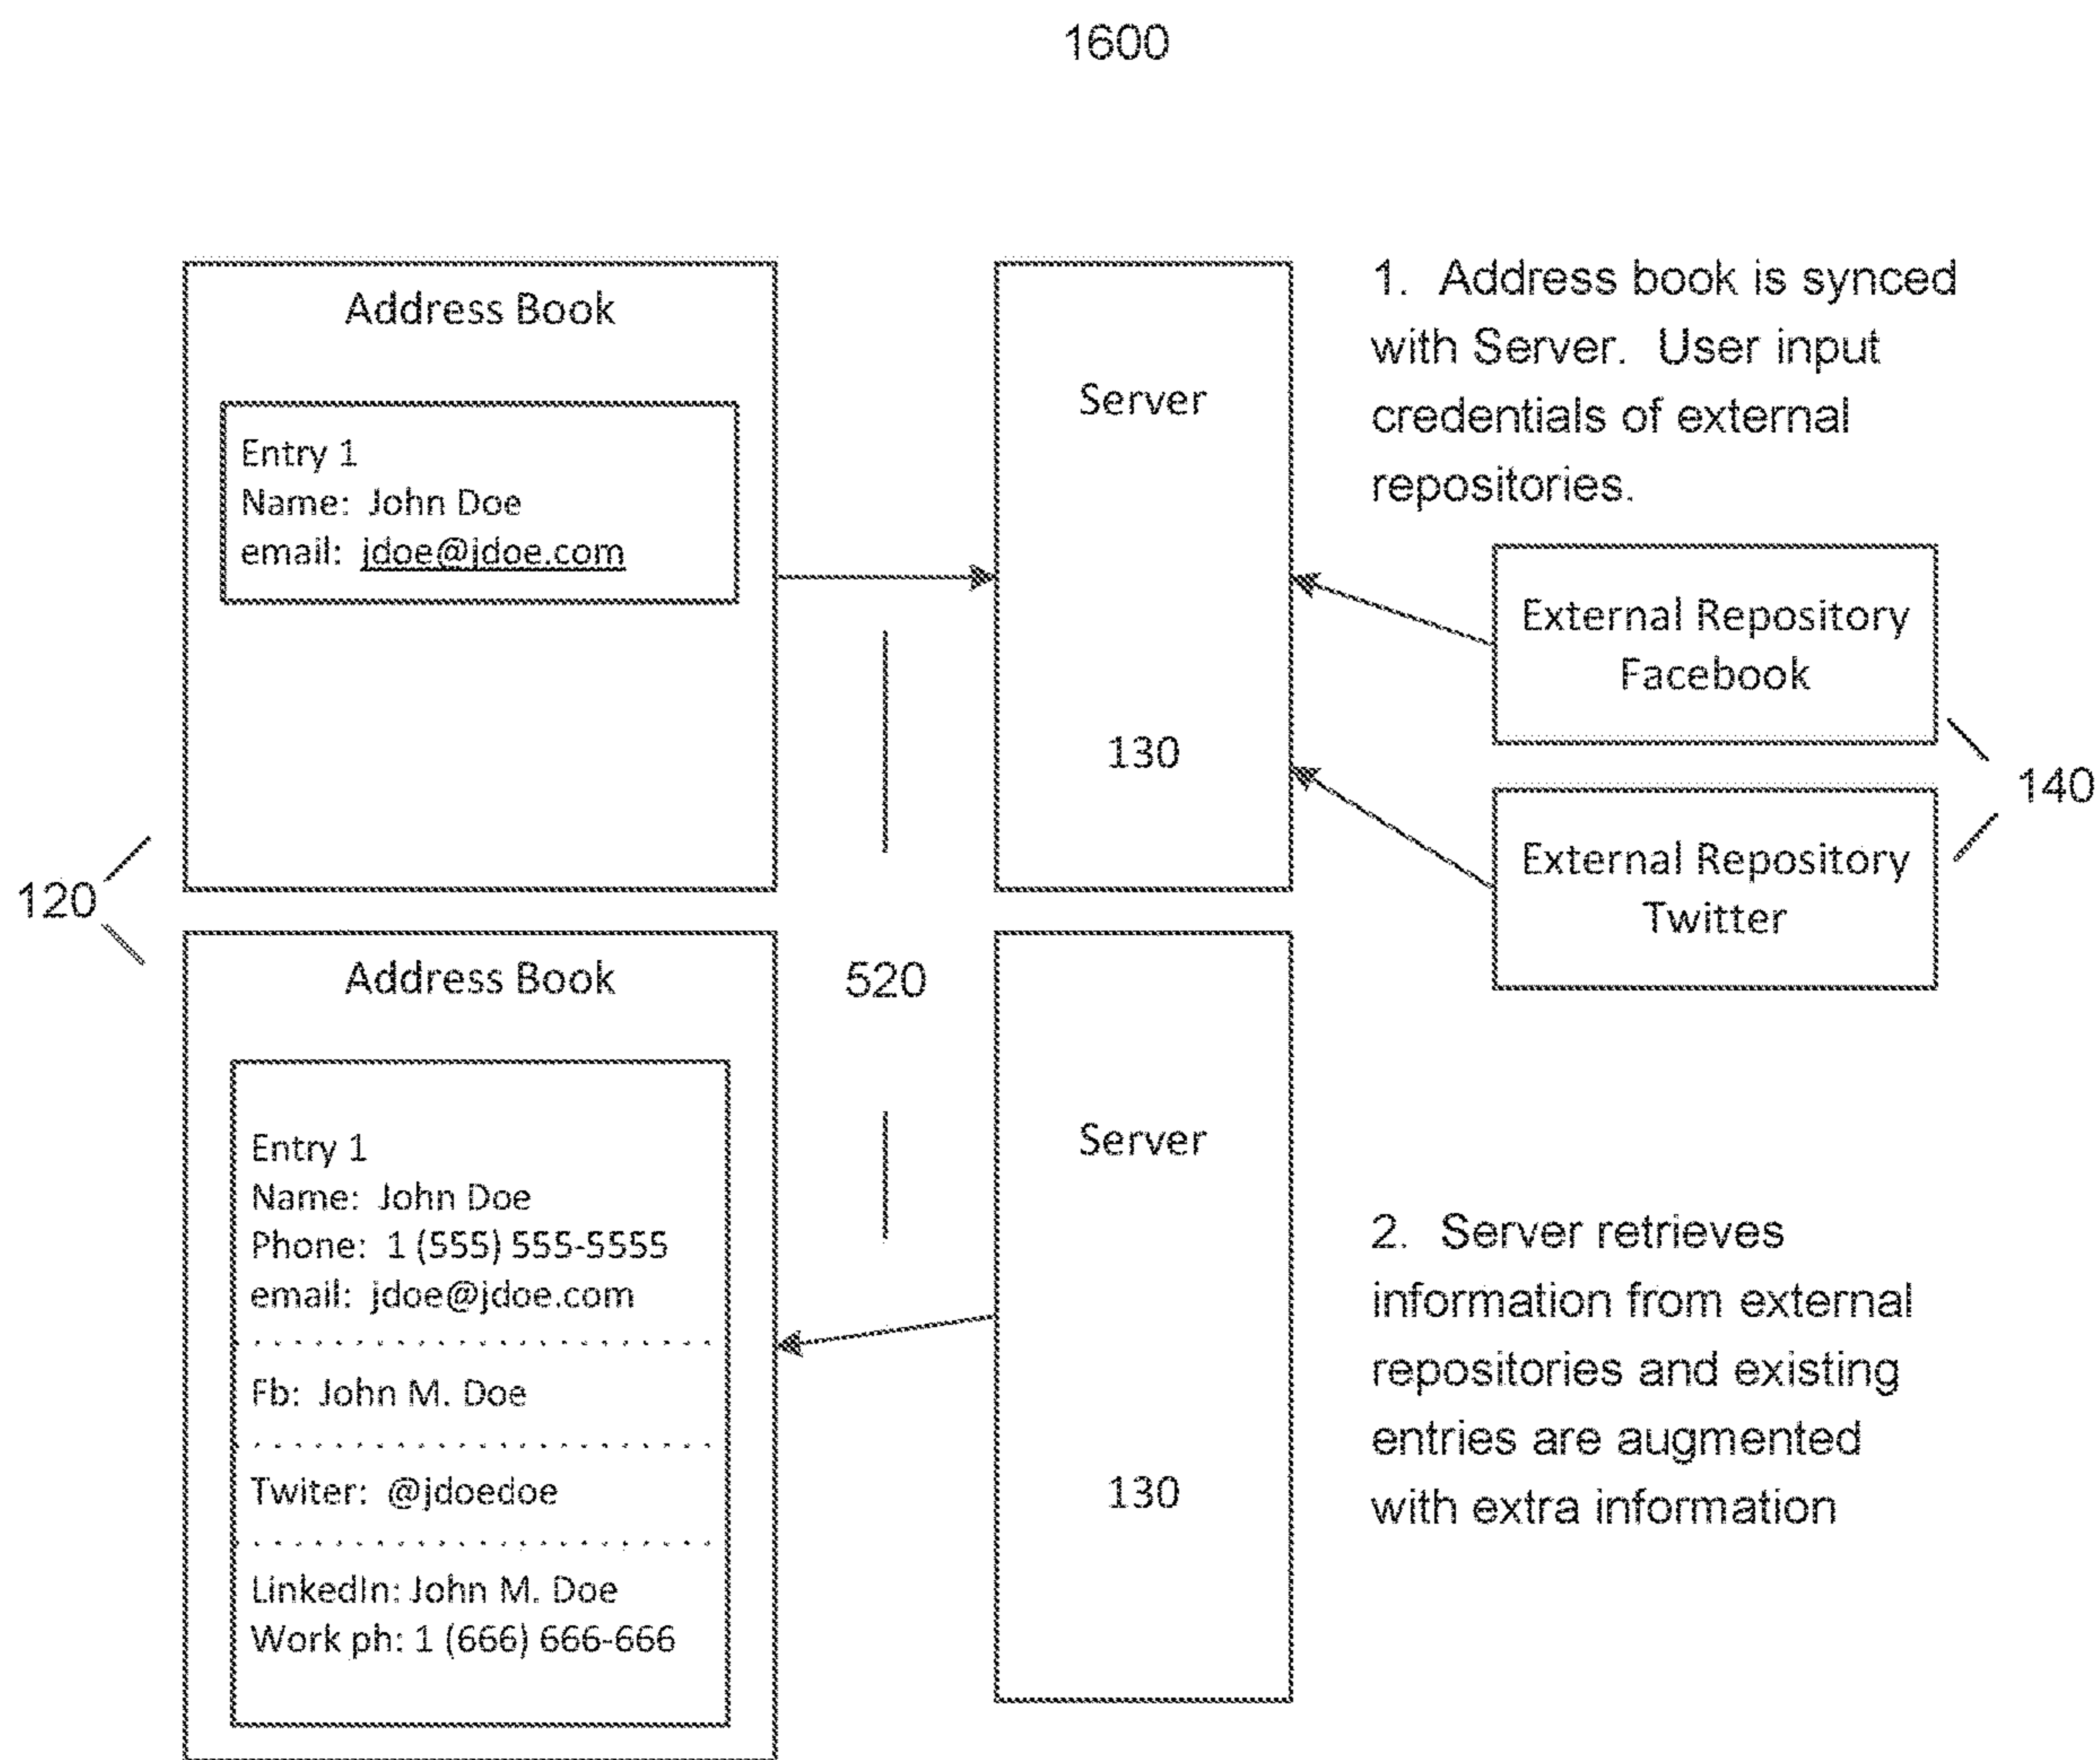 1600
Address Book
Entry 1
Name: John Doe
email: jdoe@jdoe.com
Server
130
1. Address book is synced
with Server. User input
credentials of external
repositories.
External Repository
Facebook
External Repository
Twitter
140
120
520
Address Book
Entry 1
Name: John Doe
Phone: 1 (555) 555-5555
email: jdoe@jdoe.com
Fb: John M. Doe
Twiter: @jdoedoe
LinkedIn: John M. Doe
Work ph: 1 (666) 666-666
Server
130
2. Server retrieves
information from external
repositories and existing
entries are augmented
with extra information